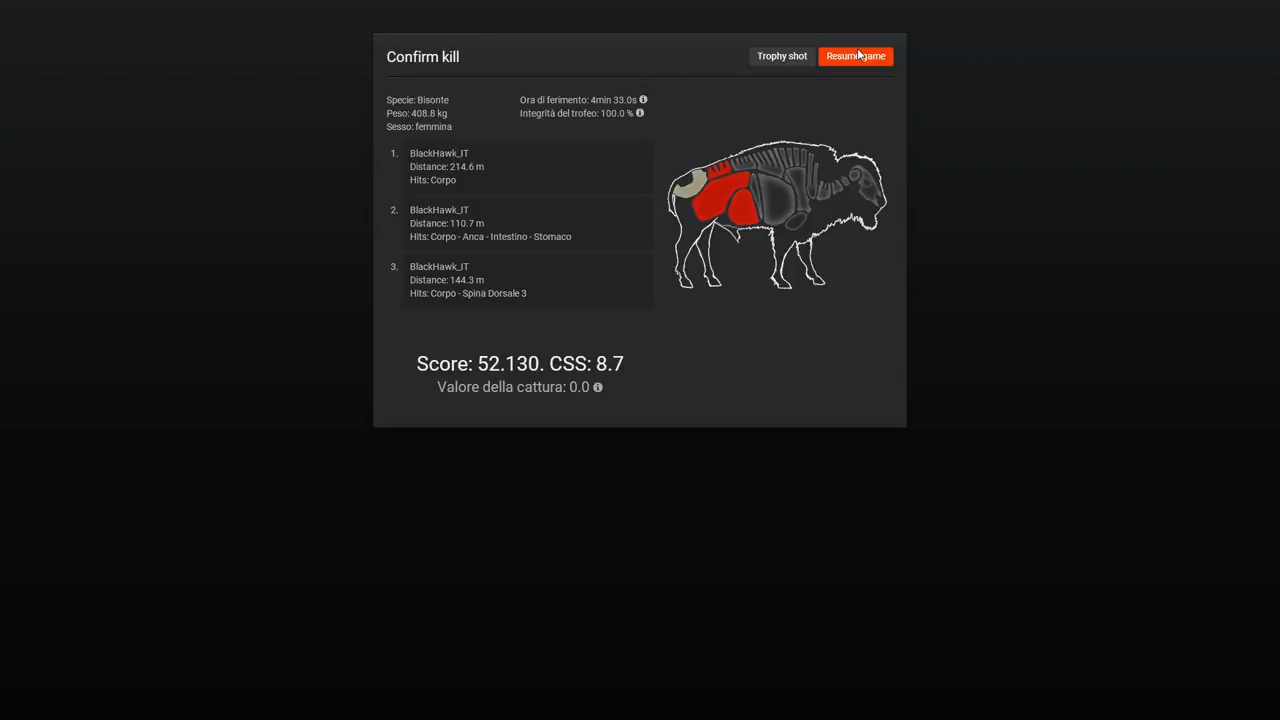 Confirm kill
Trophy shot
Resume game
Specie: Bisonte
Peso: 408.8 kg
Sesso: femmina
Ora di ferimento: 4min 33.0s
Integrità del trofeo: 100.0 %
1. BlackHawk_IT
Distance: 214.6 m
Hits: Corpo
2. BlackHawk_IT
Distance: 110.7 m
Hits: Corpo - Anca - Intestino - Stomaco
3. BlackHawk_IT
Distance: 144.3 m
Hits: Corpo - Spina Dorsale 3
Score: 52.130. CSS: 8.7
Valore della cattura: 0.0